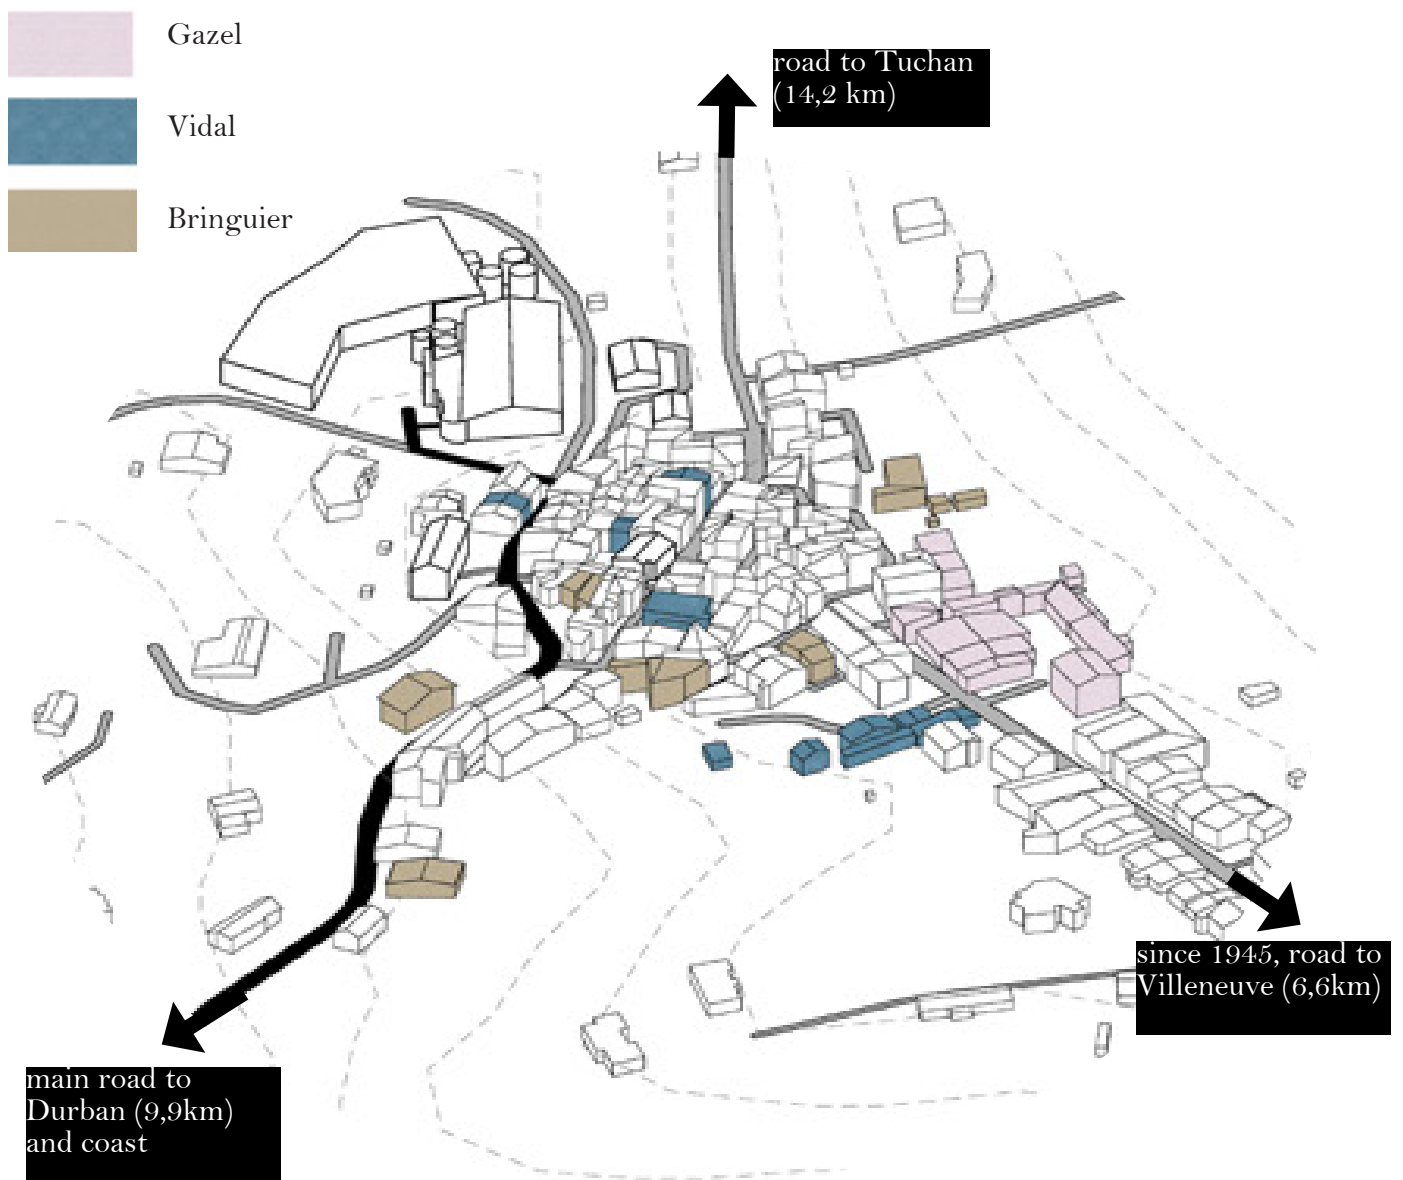 Gazel
Vidal
Bringuier
road to Tuchan
(14,2 km)
since 1945, road to
Villeneuve (6,6km)
main road to
Durban (9,9km)
and coast